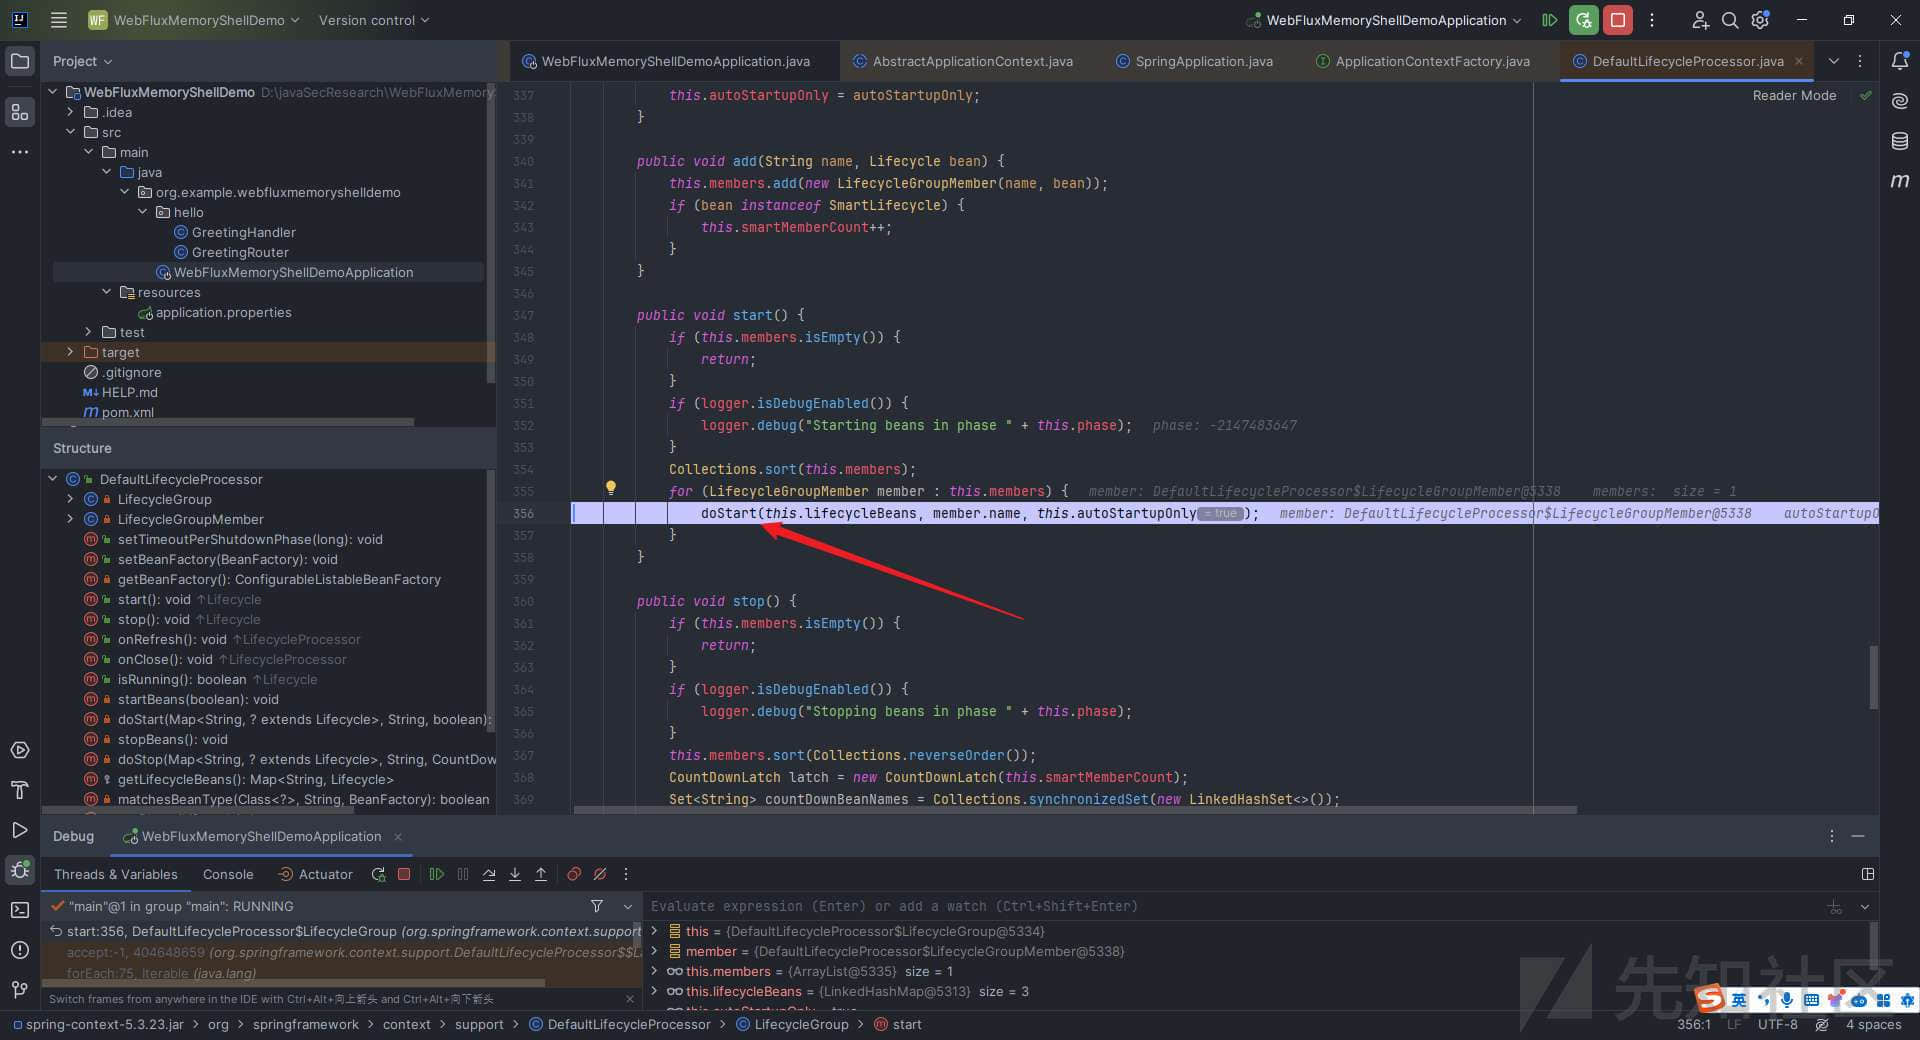 WF WebFluxMemoryShellDemo Version control WebFluxMemoryShellDemoApplication
Project
WebFluxMemoryShellDemoApplication.java AbstractApplicationContext.java SpringApplication.java ApplicationContextFactory.java DefaultLifecycleProcessor.java
Reader Mode
WebFluxMemoryShellDemo D:\javaSecResearch\WebFluxMemory
.idea
src
main
java
org.example.webfluxmemoryshelldemo
hello
GreetingHandler
GreetingRouter
WebFluxMemoryShellDemoApplication
resources
application.properties
test
target
.gitignore
HELP.md
pom.xml
Structure
DefaultLifecycleProcessor
LifecycleGroup
LifecycleGroupMember
setTimeoutPerShutdownPhase(long): void
setBeanFactory(BeanFactory): void
getBeanFactory(): ConfigurableListableBeanFactory
start(): void ↑Lifecycle
stop(): void ↑Lifecycle
onRefresh(): void ↑LifecycleProcessor
onClose(): void ↑LifecycleProcessor
isRunning(): boolean ↑Lifecycle
startBeans(boolean): void
doStart(Map<String, ? extends Lifecycle>, String, boolean):
stopBeans(): void
doStop(Map<String, ? extends Lifecycle>, String, CountDow
getLifecycleBeans(): Map<String, Lifecycle>
matchesBeanType(Class<?>, String, BeanFactory): boolean
337 this.autoStartupOnly = autoStartupOnly;
338 }
339
340 public void add(String name, Lifecycle bean) {
341 this.members.add(new LifecycleGroupMember(name, bean));
342 if (bean instanceof SmartLifecycle) {
343 this.smartMemberCount++;
344 }
345 }
346
347 public void start() {
348 if (this.members.isEmpty()) {
349 return;
350 }
351 if (logger.isDebugEnabled()) {
352 logger.debug("Starting beans in phase " + this.phase); phase: -2147483647
353 }
354 Collections.sort(this.members);
355 for (LifecycleGroupMember member : this.members) { member: DefaultLifecycleProcessor$LifecycleGroupMember@5338 members: size = 1
356 doStart(this.lifecycleBeans, member.name, this.autoStartupOnly = true ); member: DefaultLifecycleProcessor$LifecycleGroupMember@5338 autoStartupO
357 }
358 }
359
360 public void stop() {
361 if (this.members.isEmpty()) {
362 return;
363 }
364 if (logger.isDebugEnabled()) {
365 logger.debug("Stopping beans in phase " + this.phase);
366 }
367 this.members.sort(Collections.reverseOrder());
368 CountDownLatch latch = new CountDownLatch(this.smartMemberCount);
369 Set<String> countDownBeanNames = Collections.synchronizedSet(new LinkedHashSet<>());
Debug WebFluxMemoryShellDemoApplication
Threads & Variables Console Actuator
"main"@1 in group "main": RUNNING
start:356, DefaultLifecycleProcessor$LifecycleGroup (org.springframework.context.support
accept:-1, 404648659 (org.springframework.context.support.DefaultLifecycleProcessor$$L
forEach:75, Iterable (java.lang)
Switch frames from anywhere in the IDE with Ctrl+Alt+向上箭头 and Ctrl+Alt+向下箭头
Evaluate expression (Enter) or add a watch (Ctrl+Shift+Enter)
this = {DefaultLifecycleProcessor$LifecycleGroup@5334}
member = {DefaultLifecycleProcessor$LifecycleGroupMember@5338}
this.members = {ArrayList@5335} size = 1
this.lifecycleBeans = {LinkedHashMap@5313} size = 3
先知社区
英
spring-context-5.3.23.jar org springframework context support DefaultLifecycleProcessor LifecycleGroup start
356:1 LF UTF-8 4 spaces